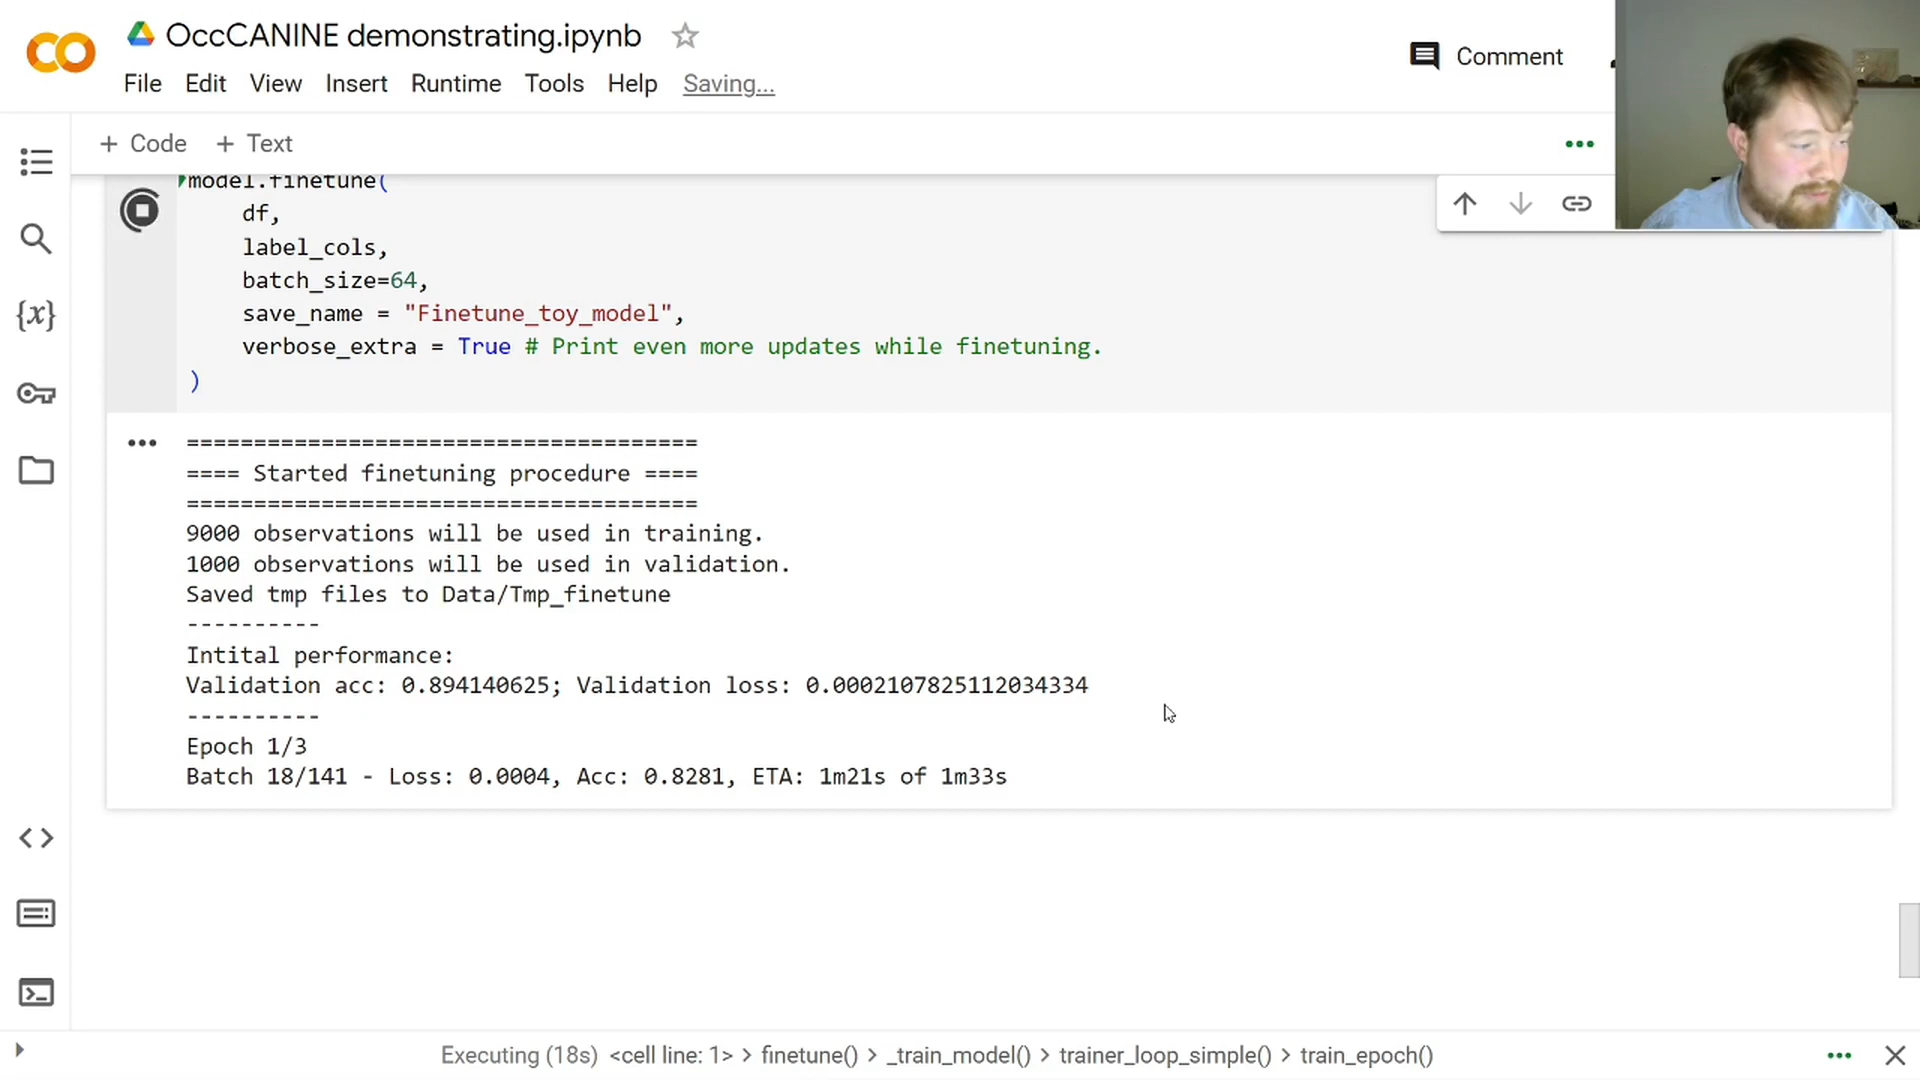 OccCANINE demonstrating.ipynb
Comment
File Edit View Insert Runtime Tools Help Saving...
+ Code + Text
model.finetune(
df,
label_cols,
batch_size=64,
save_name = "Finetune_toy_model",
verbose_extra = True # Print even more updates while finetuning.
)
======================================
==== Started finetuning procedure ====
======================================
9000 observations will be used in training.
1000 observations will be used in validation.
Saved tmp files to Data/Tmp_finetune
----------
Intital performance:
Validation acc: 0.894140625; Validation loss: 0.0002107825112034334
----------
Epoch 1/3
Batch 18/141 - Loss: 0.0004, Acc: 0.8281, ETA: 1m21s of 1m33s
Executing (18s) <cell line: 1> > finetune() > _train_model() > trainer_loop_simple() > train_epoch()